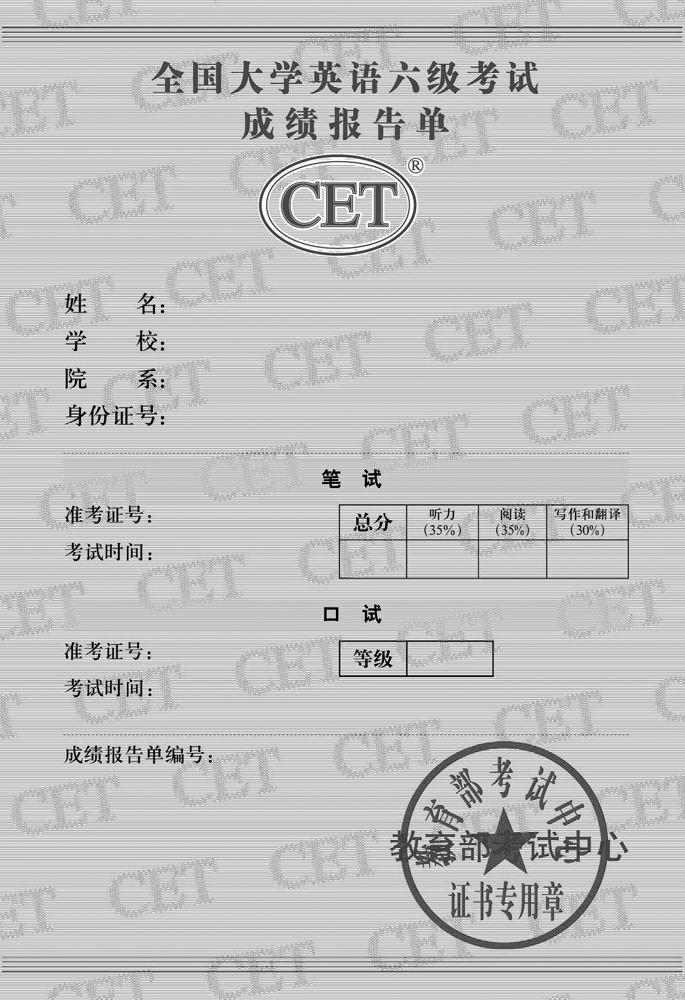 全国大学英语六级考试
成绩报告单
CET®
姓 名：
学 校：
院 系：
身份证号：
笔 试
准考证号：
考试时间：
总分 听力 (35%) 阅读 (35%) 写作和翻译 (30%)
口 试
准考证号：
考试时间：
等级
成绩报告单编号：
教育部考试中心
教育部考试中心
证书专用章